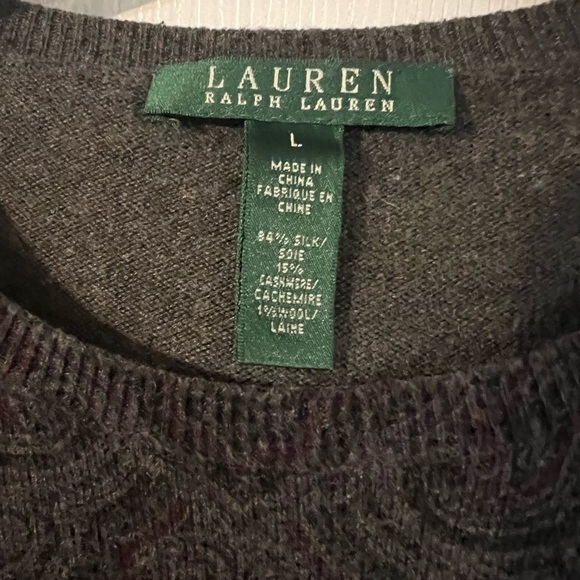 LAUREN
RALPH LAUREN
L
MADE IN
CHINA
FABRIQUE EN
CHINE
84% SILK/
SOIE
15%
CASHMERE/
CACHEMIRE
1% WOOL/
LAINE